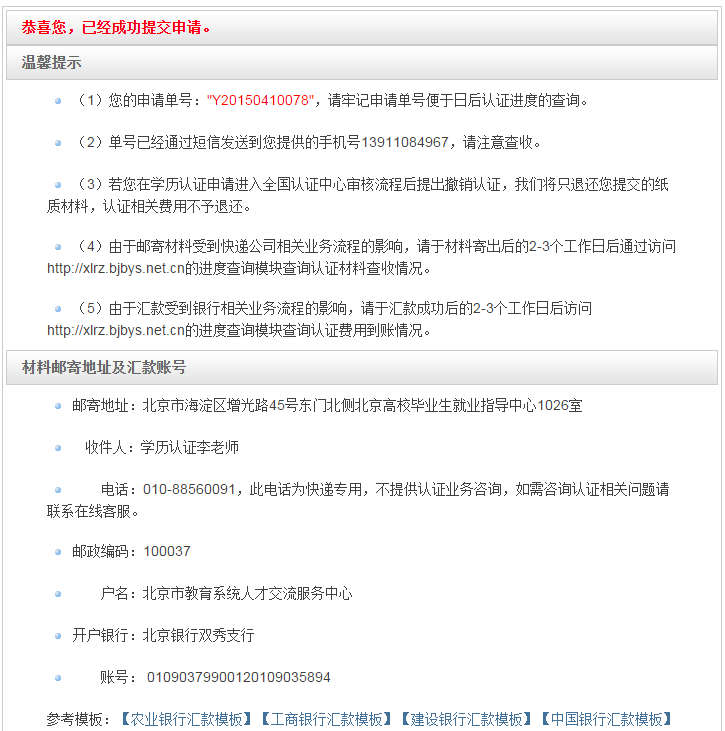 恭喜您，已经成功提交申请。
温馨提示
（1）您的申请单号："Y20150410078"，请牢记申请单号便于日后认证进度的查询。
（2）单号已经通过短信发送到您提供的手机号13911084967，请注意查收。
（3）若您在学历认证申请进入全国认证中心审核流程后提出撤销认证，我们将只退还您提交的纸
质材料，认证相关费用不予退还。
（4）由于邮寄材料受到快递公司相关业务流程的影响，请于材料寄出后的2-3个工作日后通过访问
http://xlrz.bjbys.net.cn的进度查询模块查询认证材料查收情况。
（5）由于汇款受到银行相关业务流程的影响，请于汇款成功后的2-3个工作日后访问
http://xlrz.bjbys.net.cn的进度查询模块查询认证费用到账情况。
材料邮寄地址及汇款账号
邮寄地址：北京市海淀区增光路45号东门北侧北京高校毕业生就业指导中心1026室
收件人：学历认证李老师
电话：010-88560091，此电话为快递专用，不提供认证业务咨询，如需咨询认证相关问题请
联系在线客服。
邮政编码：100037
户名：北京市教育系统人才交流服务中心
开户银行：北京银行双秀支行
账号： 01090379900120109035894
参考模板：【农业银行汇款模板】【工商银行汇款模板】【建设银行汇款模板】【中国银行汇款模板】